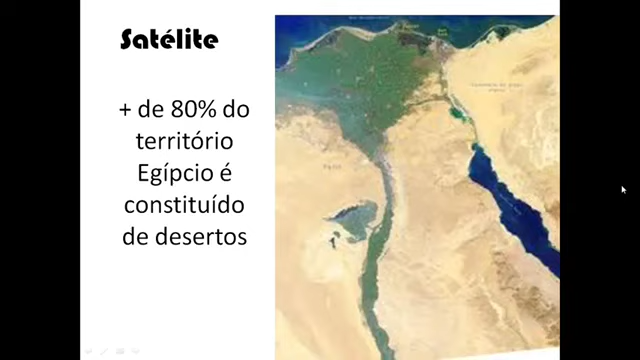 Satélite
+ de 80% do
território
Egípcio é
constituído
de desertos